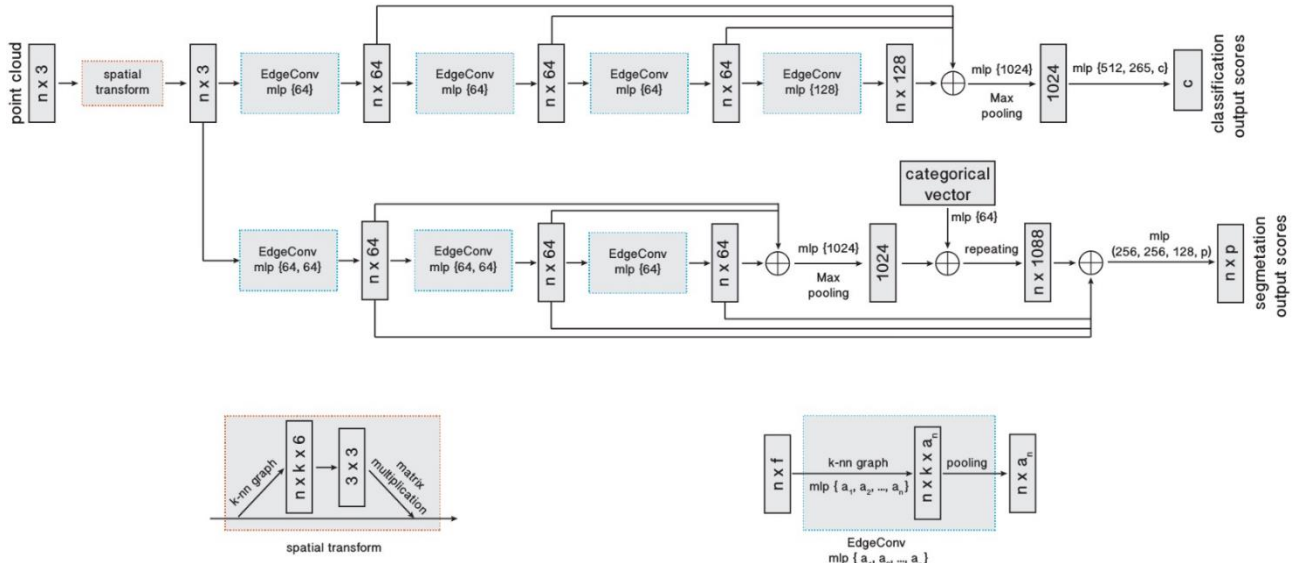 point cloud
n x 3
spatial
transform
n x 3
EdgeConv
mlp {64}
n x 64
EdgeConv
mlp {64}
n x 64
EdgeConv
mlp {64}
n x 64
EdgeConv
mlp {128}
n x 128
mlp {1024}
Max
pooling
1024
mlp {512, 265, c}
c
classification
output scores
categorical
vector
mlp {64}
EdgeConv
mlp {64, 64}
n x 64
EdgeConv
mlp {64, 64}
n x 64
EdgeConv
mlp {64}
n x 64
mlp {1024}
Max
pooling
1024
repeating
n x 1088
mlp
(256, 256, 128, p)
n x p
segmetation
output scores
k-nn graph
n x k x 6
3 x 3
matrix
multiplication
spatial transform
n x f
k-nn graph
mlp { a₁, a₂, ..., aₙ}
n x k x aₙ
pooling
n x aₙ
EdgeConv
mlp { a